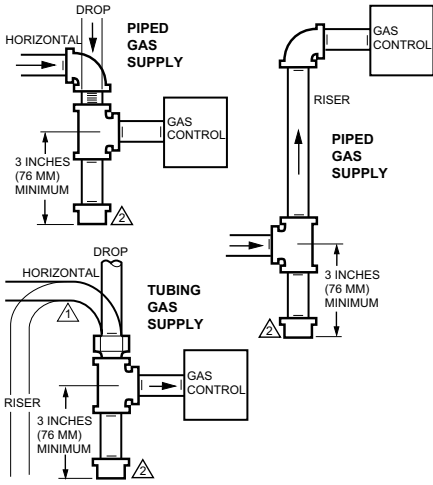 DROP
HORIZONTAL
PIPED
GAS
SUPPLY
GAS
CONTROL
3 INCHES
(76 MM)
MINIMUM
2
GAS
CONTROL
RISER
PIPED
GAS
SUPPLY
3 INCHES
(76 MM)
MINIMUM
2
DROP
HORIZONTAL
TUBING
GAS
SUPPLY
1
RISER
GAS
CONTROL
3 INCHES
(76 MM)
MINIMUM
2